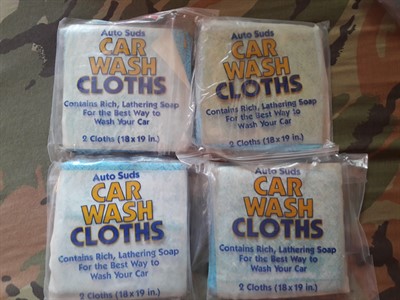 Auto Suds
CAR
WASH
CLOTHS
Contains Rich, Lathering Soap
For the Best Way to
Wash Your Car
2 Cloths (18 x 19 in.)
Auto Suds
CAR
WASH
CLOTHS
Contains Rich, Lathering Soap
For the Best Way to
Wash Your Car
2 Cloths (18 x 19 in.)
Auto Suds
CAR
WASH
CLOTHS
Contains Rich, Lathering Soap
For the Best Way to
Wash Your Car
2 Cloths (18 x 19 in.)
Auto Suds
CAR
WASH
CLOTHS
Contains Rich, Lathering Soap
For the Best Way to
Wash Your Car
2 Cloths (18 x 19 in.)